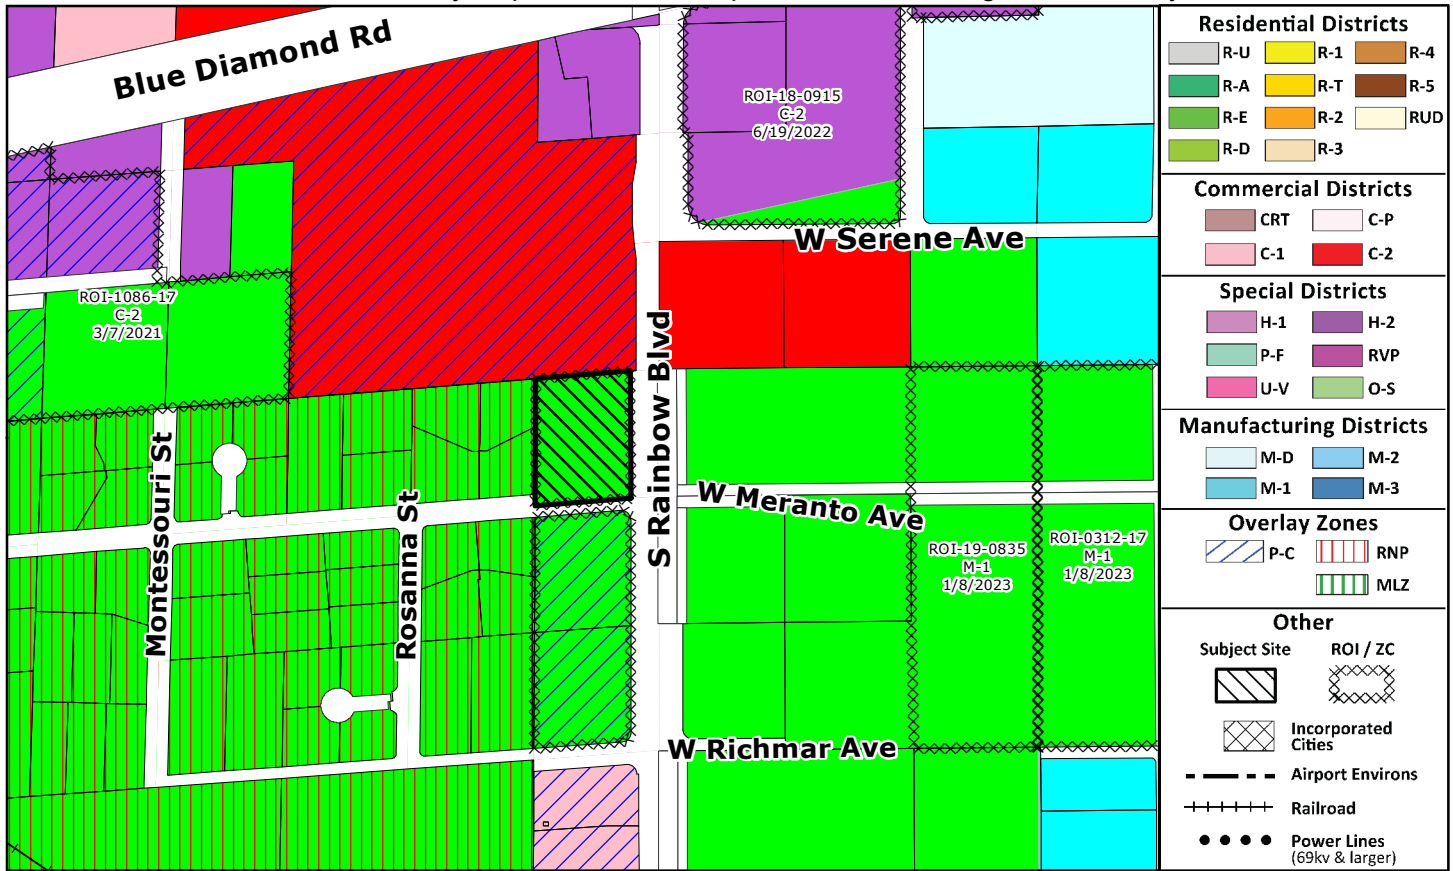 Blue Diamond Rd
ROI-18-0915
C-2
6/19/2022
W Serene Ave
ROI-1086-17
C-2
3/7/2021
S Rainbow Blvd
Montessouri St
Rosanna St
W Meranto Ave
ROI-19-0835
M-1
1/8/2023
ROI-0312-17
M-1
1/8/2023
W Richmar Ave
Residential Districts
R-U
R-1
R-4
R-A
R-T
R-5
R-E
R-2
RUD
R-D
R-3
Commercial Districts
CRT
C-P
C-1
C-2
Special Districts
H-1
H-2
P-F
RVP
U-V
O-S
Manufacturing Districts
M-D
M-2
M-1
M-3
Overlay Zones
P-C
RNP
MLZ
Other
Subject Site
ROI / ZC
Incorporated
Cities
Airport Environs
Railroad
Power Lines
(69kv & larger)